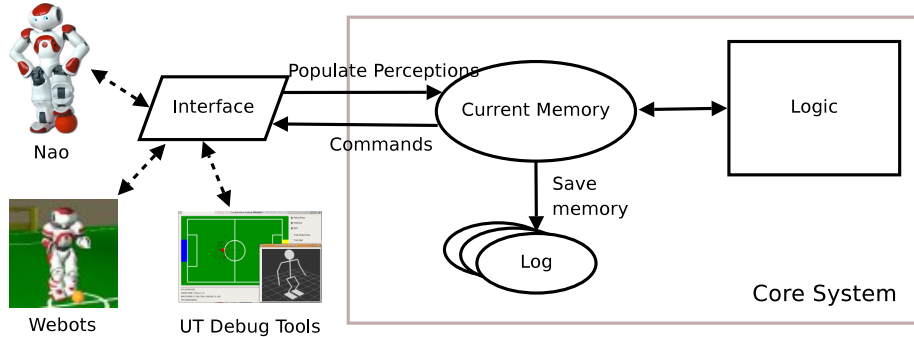 Populate Perceptions
Interface
Current Memory
Logic
Commands
Nao
Save
memory
Log
Core System
Webots
UT Debug Tools